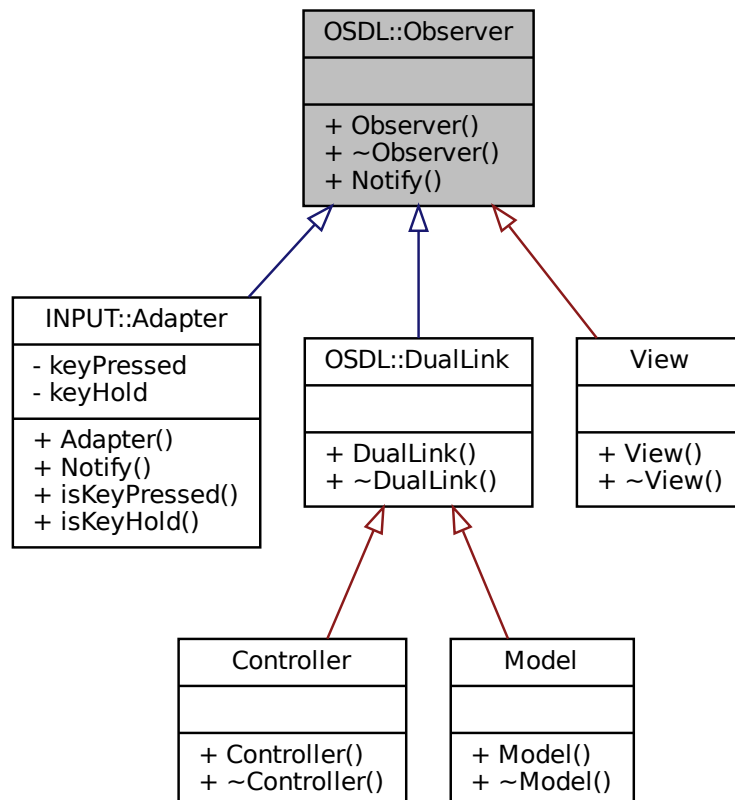 OSDL::Observer
+ Observer()
+ ~Observer()
+ Notify()
INPUT::Adapter
- keyPressed
- keyHold
+ Adapter()
+ Notify()
+ isKeyPressed()
+ isKeyHold()
OSDL::DualLink
+ DualLink()
+ ~DualLink()
View
+ View()
+ ~View()
Controller
+ Controller()
+ ~Controller()
Model
+ Model()
+ ~Model()